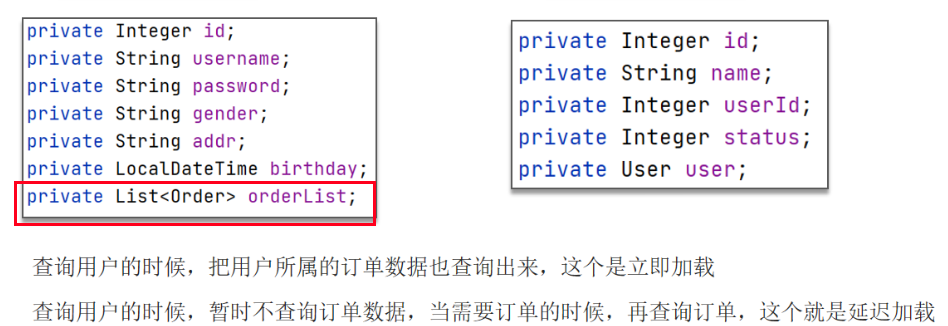 private Integer id;
private String username;
private String password;
private String gender;
private String addr;
private LocalDateTime birthday;
private List<Order> orderList;
private Integer id;
private String name;
private Integer userId;
private Integer status;
private User user;
查询用户的时候，把用户所属的订单数据也查询出来，这个是立即加载
查询用户的时候，暂时不查询订单数据，当需要订单的时候，再查询订单，这个就是延迟加载